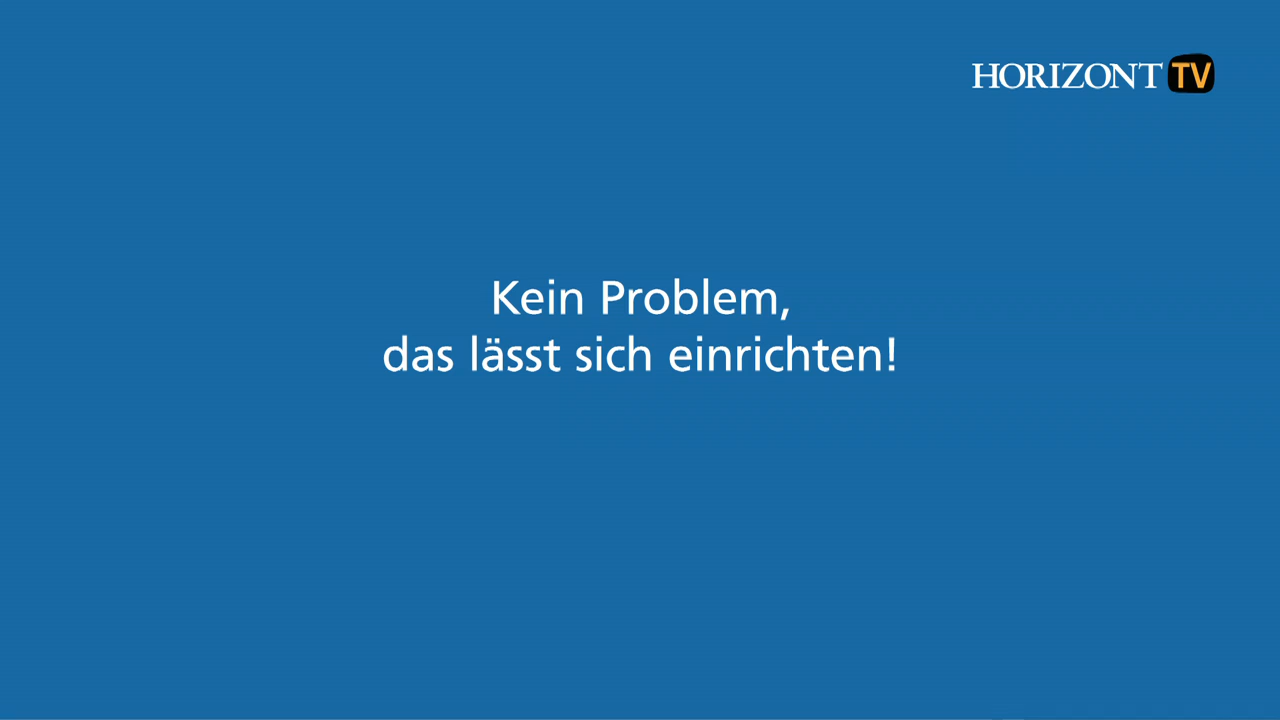 HORIZONT TV
Kein Problem,
das lässt sich einrichten!